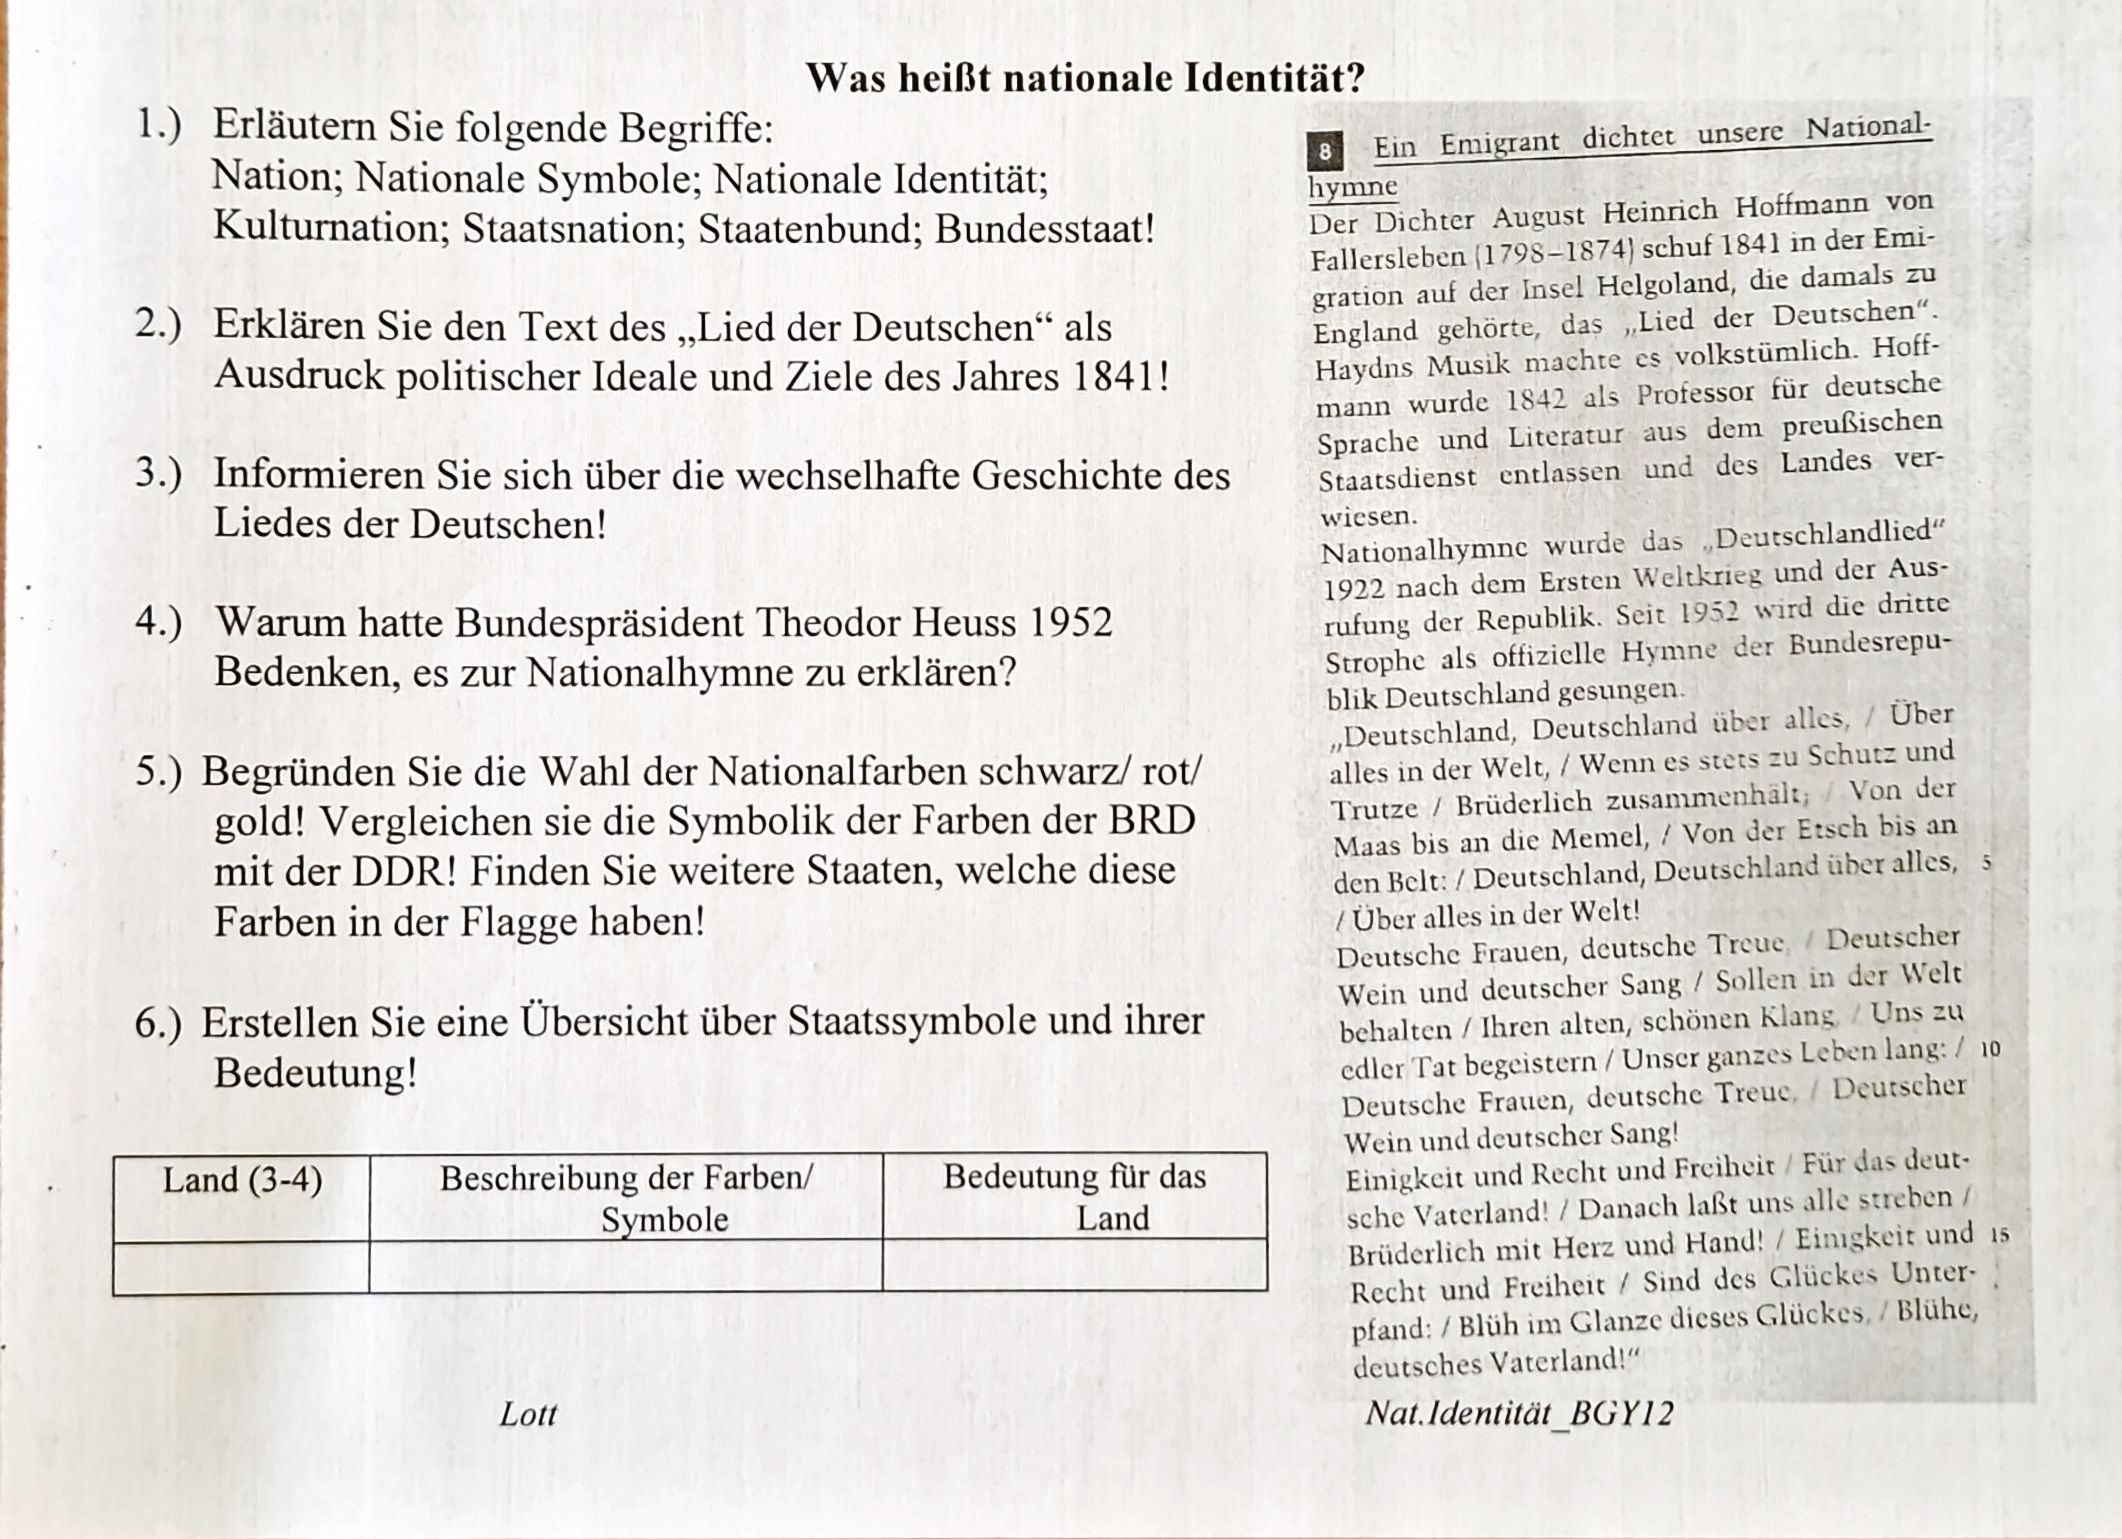 Was heißt nationale Identität?
1.) Erläutern Sie folgende Begriffe:
Nation; Nationale Symbole; Nationale Identität;
Kulturnation; Staatsnation; Staatenbund; Bundesstaat!
2.) Erklären Sie den Text des „Lied der Deutschen“ als
Ausdruck politischer Ideale und Ziele des Jahres 1841!
3.) Informieren Sie sich über die wechselhafte Geschichte des
Liedes der Deutschen!
4.) Warum hatte Bundespräsident Theodor Heuss 1952
Bedenken, es zur Nationalhymne zu erklären?
5.) Begründen Sie die Wahl der Nationalfarben schwarz/ rot/
gold! Vergleichen sie die Symbolik der Farben der BRD
mit der DDR! Finden Sie weitere Staaten, welche diese
Farben in der Flagge haben!
6.) Erstellen Sie eine Übersicht über Staatssymbole und ihrer
Bedeutung!
Land (3-4)
Beschreibung der Farben/
Symbole
Bedeutung für das
Land
Lott
8 Ein Emigrant dichtet unsere National-
hymne
Der Dichter August Heinrich Hoffmann von
Fallersleben (1798–1874) schuf 1841 in der Emi-
gration auf der Insel Helgoland, die damals zu
England gehörte, das „Lied der Deutschen“.
Haydns Musik machte es volkstümlich. Hoff-
mann wurde 1842 als Professor für deutsche
Sprache und Literatur aus dem preußischen
Staatsdienst entlassen und des Landes ver-
wiesen.
Nationalhymne wurde das „Deutschlandlied“
1922 nach dem Ersten Weltkrieg und der Aus-
rufung der Republik. Seit 1952 wird die dritte
Strophe als offizielle Hymne der Bundesrepu-
blik Deutschland gesungen.
„Deutschland, Deutschland über alles, / Über
alles in der Welt, / Wenn es stets zu Schutz und
Trutze / Brüderlich zusammenhält; / Von der
Maas bis an die Memel, / Von der Etsch bis an
den Belt: / Deutschland, Deutschland über alles, 5
/ Über alles in der Welt!
Deutsche Frauen, deutsche Treue, / Deutscher
Wein und deutscher Sang / Sollen in der Welt
behalten / Ihren alten, schönen Klang, / Uns zu
edler Tat begeistern / Unser ganzes Leben lang: / 10
Deutsche Frauen, deutsche Treue, / Deutscher
Wein und deutscher Sang!
Einigkeit und Recht und Freiheit / Für das deut-
sche Vaterland! / Danach laßt uns alle streben /
Brüderlich mit Herz und Hand! / Einigkeit und 15
Recht und Freiheit / Sind des Glückes Unter-
pfand: / Blüh im Glanze dieses Glückes, / Blühe,
deutsches Vaterland!“
Nat.Identität_BGY12